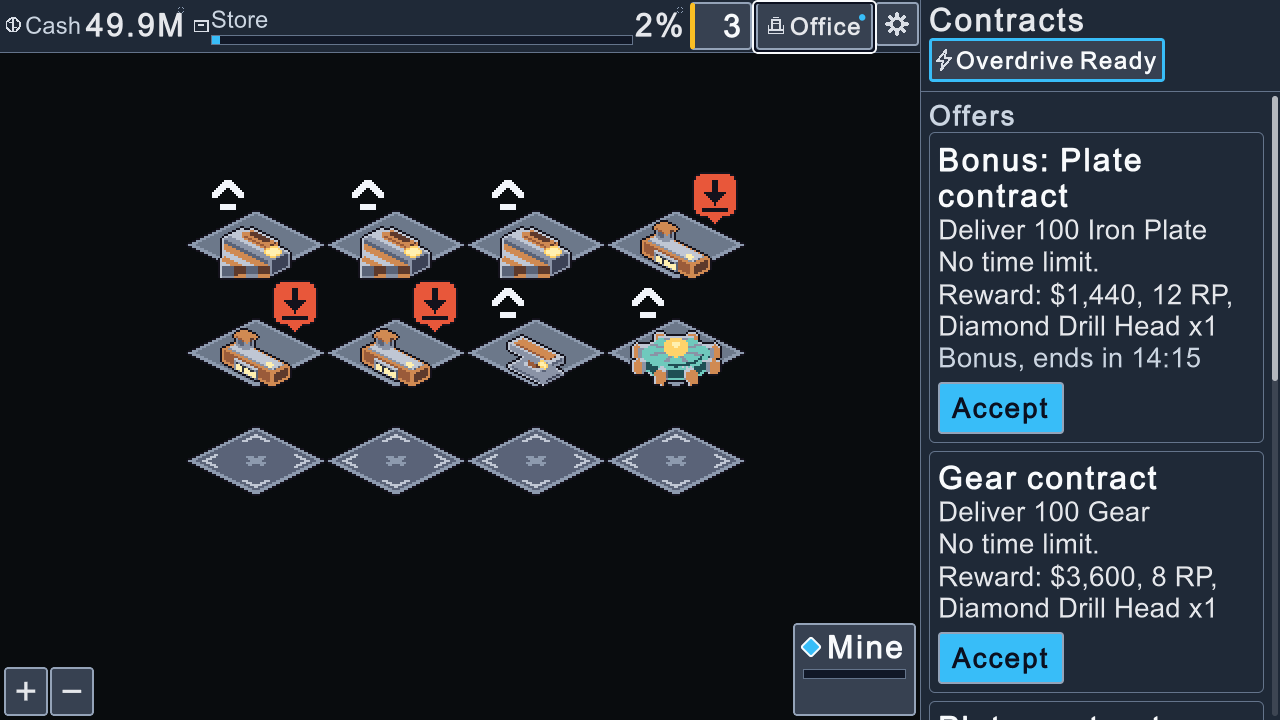 Cash 49.9M
Store
2%
3
Office
Contracts
Overdrive Ready
Offers
Bonus: Plate
contract
Deliver 100 Iron Plate
No time limit.
Reward: $1,440, 12 RP,
Diamond Drill Head x1
Bonus, ends in 14:15
Accept
Gear contract
Deliver 100 Gear
No time limit.
Reward: $3,600, 8 RP,
Diamond Drill Head x1
Accept
Mine
+
−